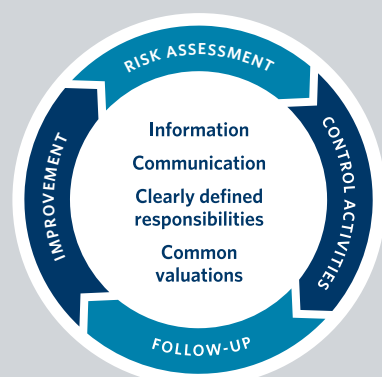 RISK ASSESSMENT
CONTROL ACTIVITIES
FOLLOW-UP
IMPROVEMENT
Information
Communication
Clearly defined
responsibilities
Common
valuations